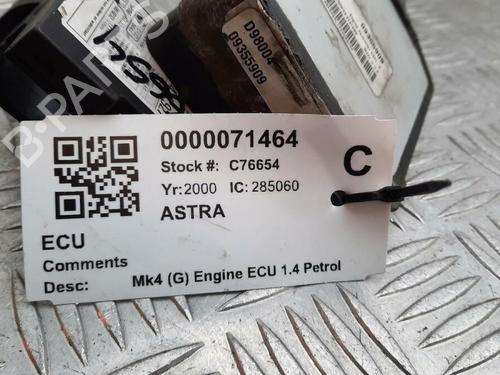 D98004
09355909
B-PARTS
0000071464
Stock #: C76654
Yr:2000 IC: 285060
ASTRA
C
ECU
Comments
Desc: Mk4 (G) Engine ECU 1.4 Petrol